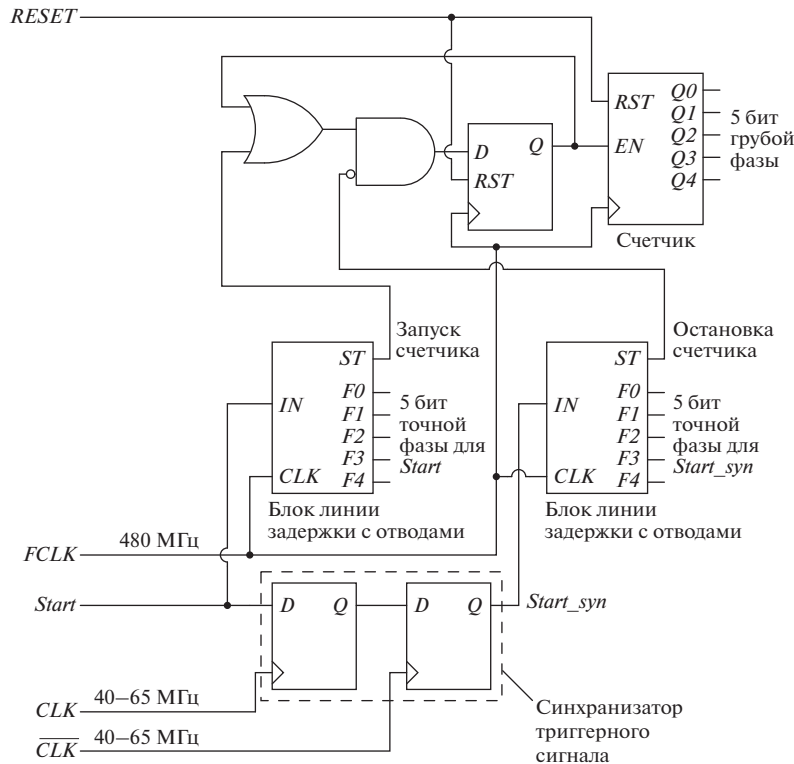 RESET
RST
EN
Q0
Q1
Q2
Q3
Q4
5 бит
грубой
фазы
Счетчик
D
Q
RST
Запуск
счетчика
ST
IN
F0
F1
F2
F3
F4
CLK
5 бит
точной
фазы для
Start
Блок линии
задержки с отводами
Остановка
счетчика
ST
IN
F0
F1
F2
F3
F4
CLK
5 бит
точной
фазы для
Start_syn
Блок линии
задержки с отводами
FCLK
480 МГц
Start
D
Q
D
Q
Start_syn
CLK
40–65 МГц
CLK
40–65 МГц
Синхронизатор
триггерного
сигнала